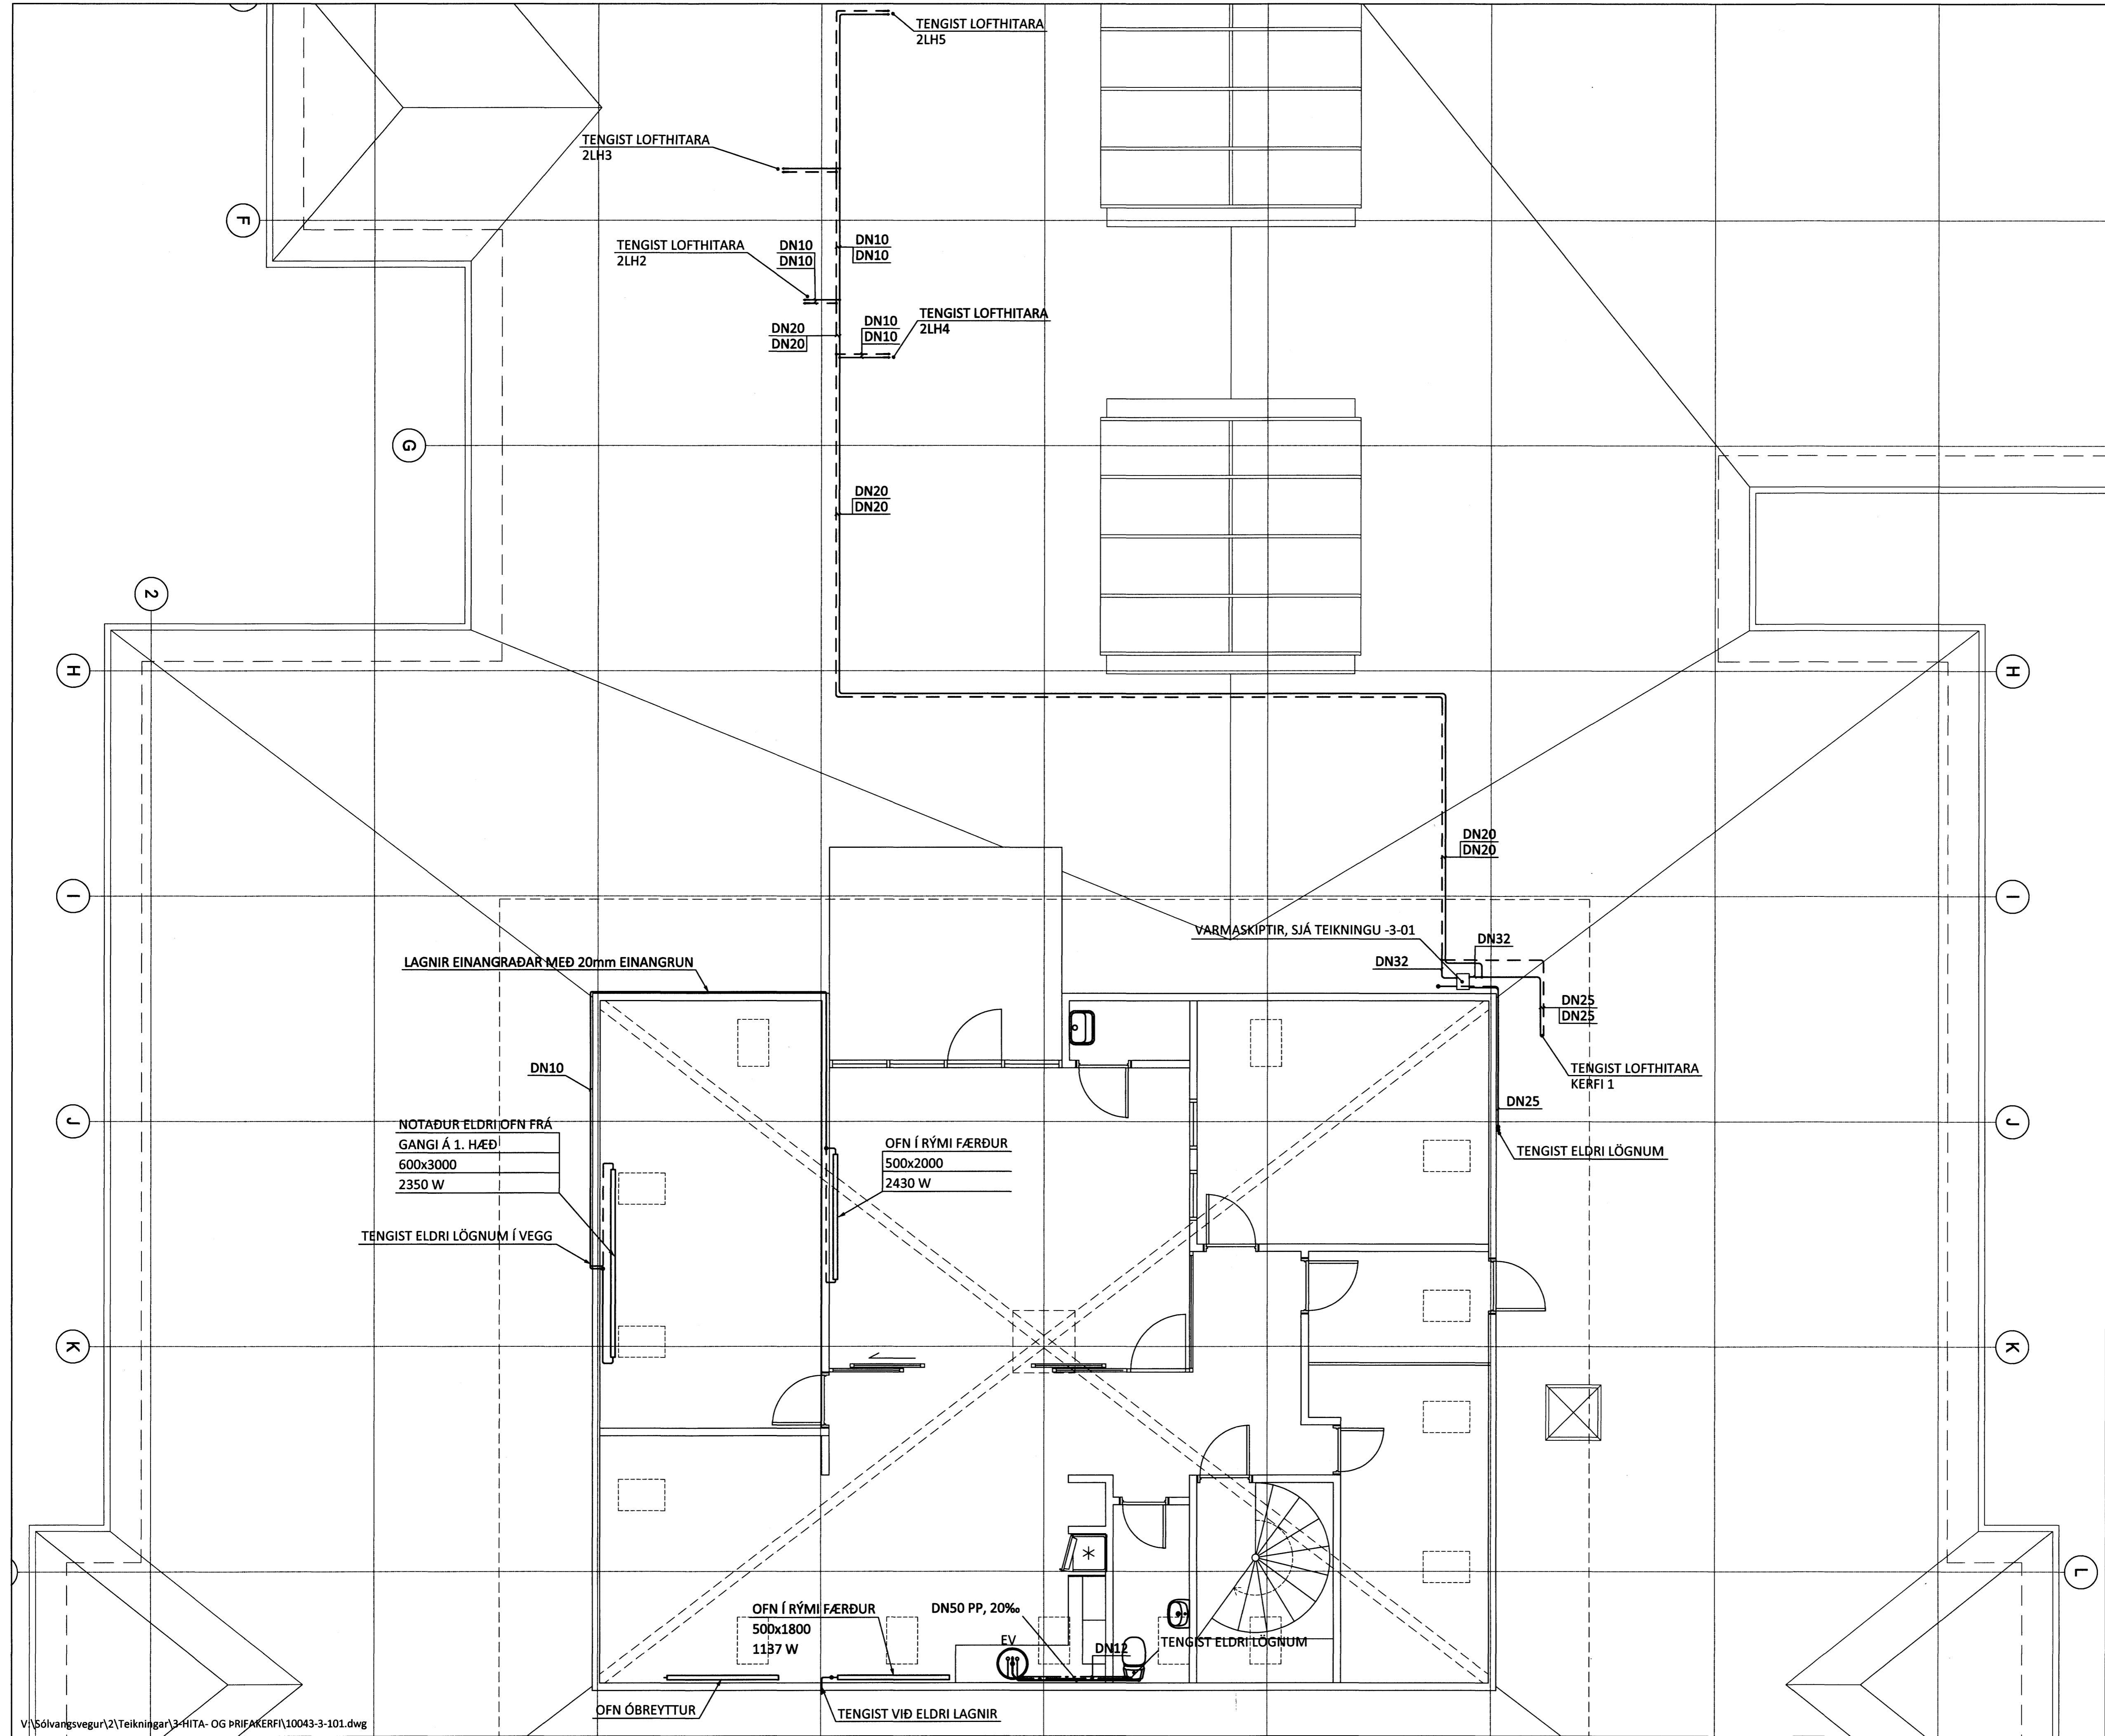 TENGIST LOFTHITARA
2LH5
TENGIST LOFTHITARA
2LH3
F
TENGIST LOFTHITARA
2LH2
DN10
DN10
DN10
DN10
DN20
DN20
DN10
DN10
TENGIST LOFTHITARA
2LH4
G
DN20
DN20
2
H
H
DN20
DN20
I
I
VARMASKIPTIR, SJÁ TEIKNINGU -3-01
DN32
DN32
LAGNIR EINANGRAÐAR MEÐ 20mm EINANGRUN
DN25
DN25
DN10
TENGIST LOFTHITARA
KERFI 1
DN25
J
J
NOTAÐUR ELDRI OFN FRÁ
GANGI Á 1. HÆÐ
600x3000
2350 W
OFN Í RÝMI FÆRÐUR
500x2000
2430 W
TENGIST ELDRI LÖGNUM
TENGIST ELDRI LÖGNUM Í VEGG
K
K
L
OFN Í RÝMI FÆRÐUR
500x1800
1137 W
DN50 PP, 20‰
EV
DN12
TENGIST ELDRI LÖGNUM
OFN ÓBREYTTUR
TENGIST VIÐ ELDRI LAGNIR
V:\Sólvangsvegur\2\Teikningar\3-HITA- OG ÞRIFAKERFI\10043-3-101.dwg